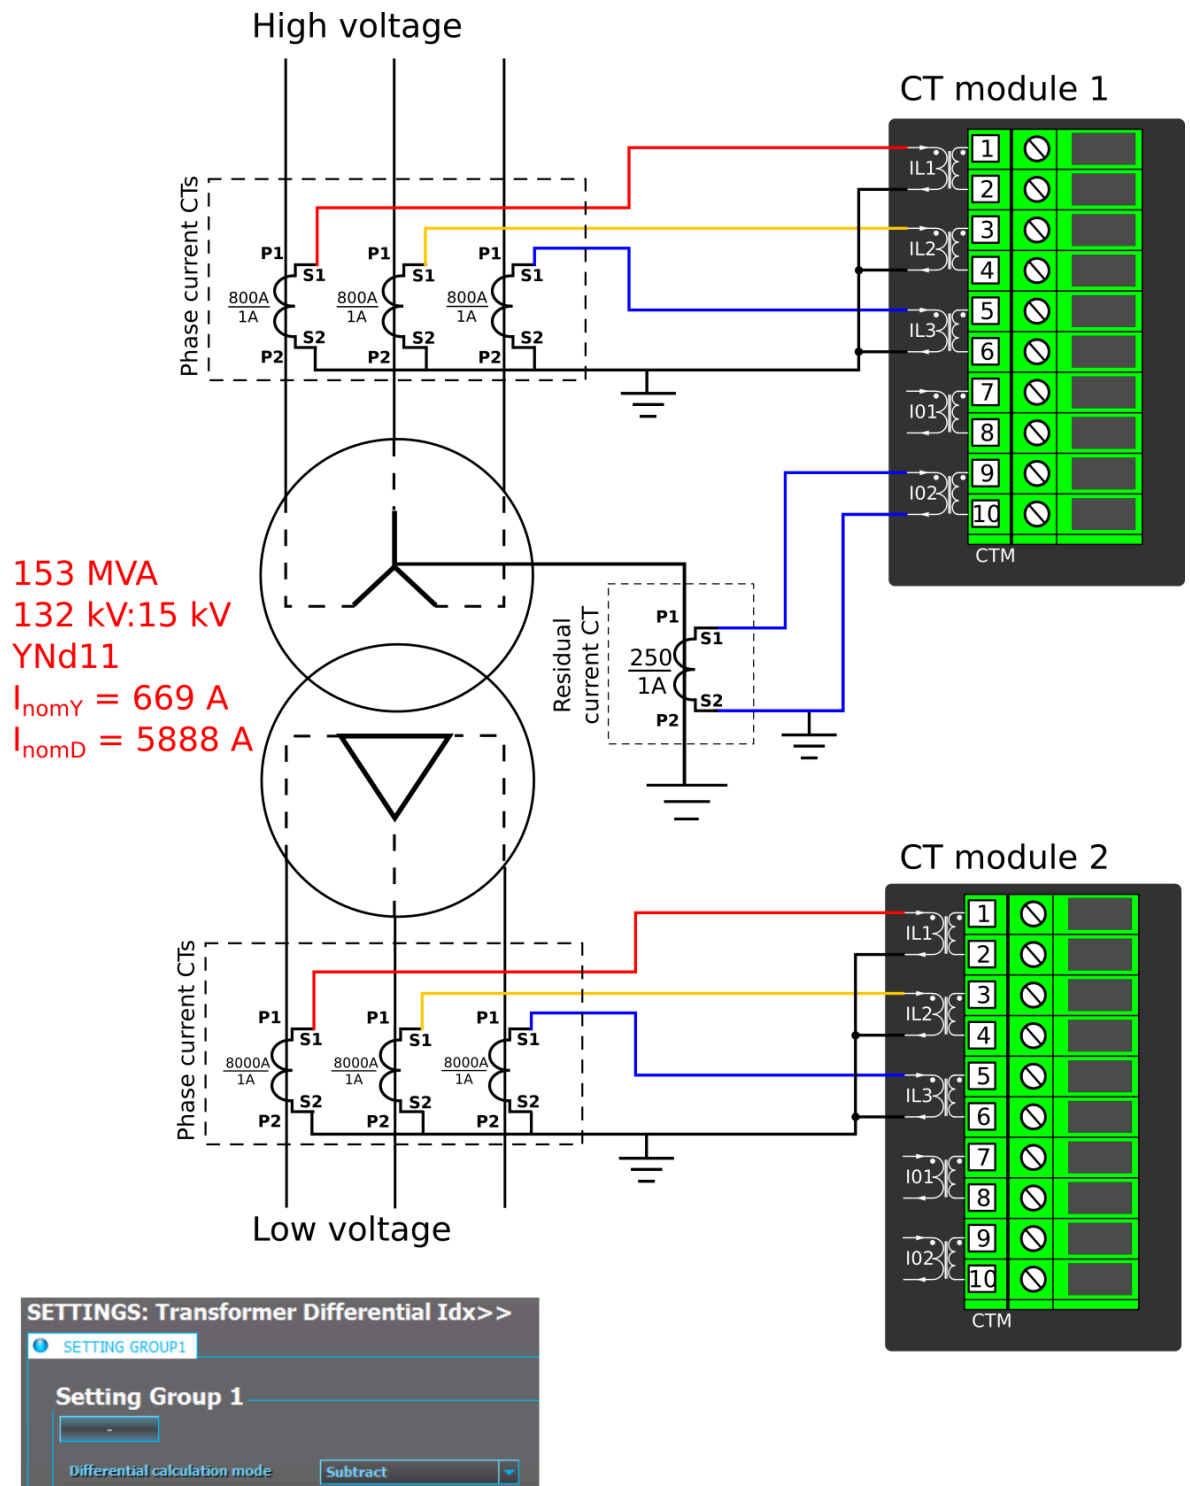 High voltage
CT module 1
Phase current CTs
P1
S1
800A
1A
S2
P2
P1
S1
800A
1A
S2
P2
P1
S1
800A
1A
S2
P2
IL1
IL2
IL3
I01
I02
1
2
3
4
5
6
7
8
9
10
CTM
153 MVA
132 kV:15 kV
YNd11
InomY = 669 A
InomD = 5888 A
Residual
current CT
P1
S1
250
1A
S2
P2
CT module 2
Phase current CTs
P1
S1
8000A
1A
S2
P2
P1
S1
8000A
1A
S2
P2
P1
S1
8000A
1A
S2
P2
IL1
IL2
IL3
I01
I02
1
2
3
4
5
6
7
8
9
10
CTM
Low voltage
SETTINGS: Transformer Differential Idx>>
SETTING GROUP1
Setting Group 1
-
Differential calculation mode
Subtract